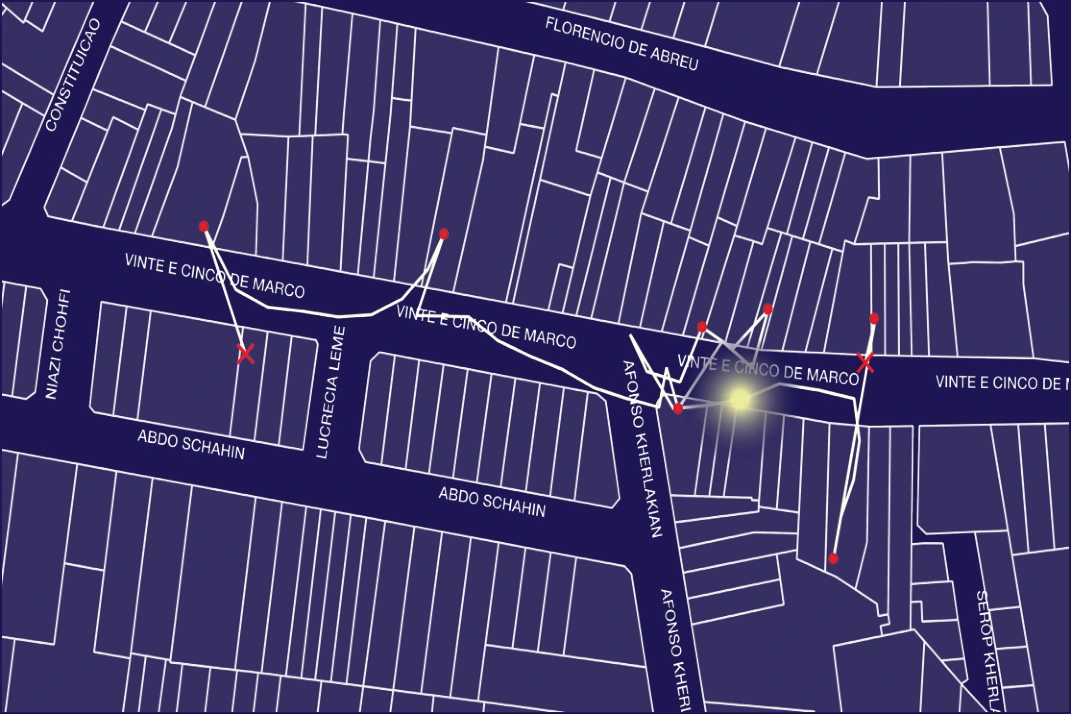 FLORENCIO DE ABREU
CONSTITUICAO
VINTE E CINCO DE MARCO
VINTE E CINCO DE MARCO
VINTE E CINCO DE MARCO
VINTE E CINCO DE M
NIAZI CHOHFI
LUCRECIA LEME
AFONSO KHERLAKIAN
ABDO SCHAHIN
ABDO SCHAHIN
AFONSO KHERL
SEROP KHERLA